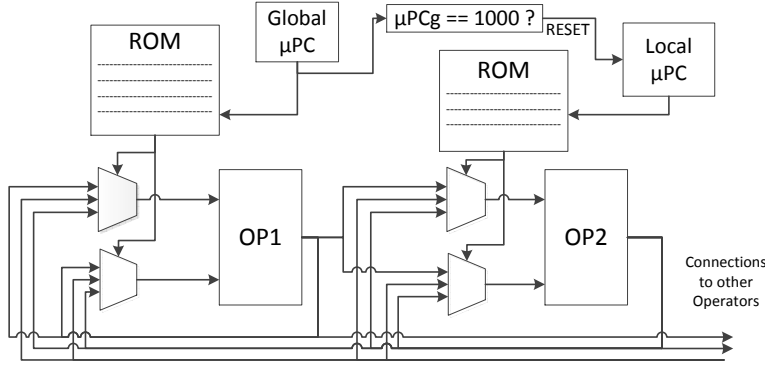 ROM
Global
μPC
μPCg == 1000 ?
RESET
Local
μPC
ROM
OP1
OP2
Connections
to other
Operators